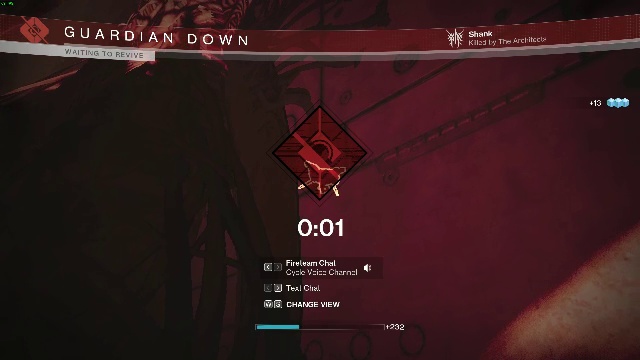 GUARDIAN DOWN
WAITING TO REVIVE
Shank
Killed by The Architects
+13
0:01
Fireteam Chat
Cycle Voice Channel
Text Chat
CHANGE VIEW
+232